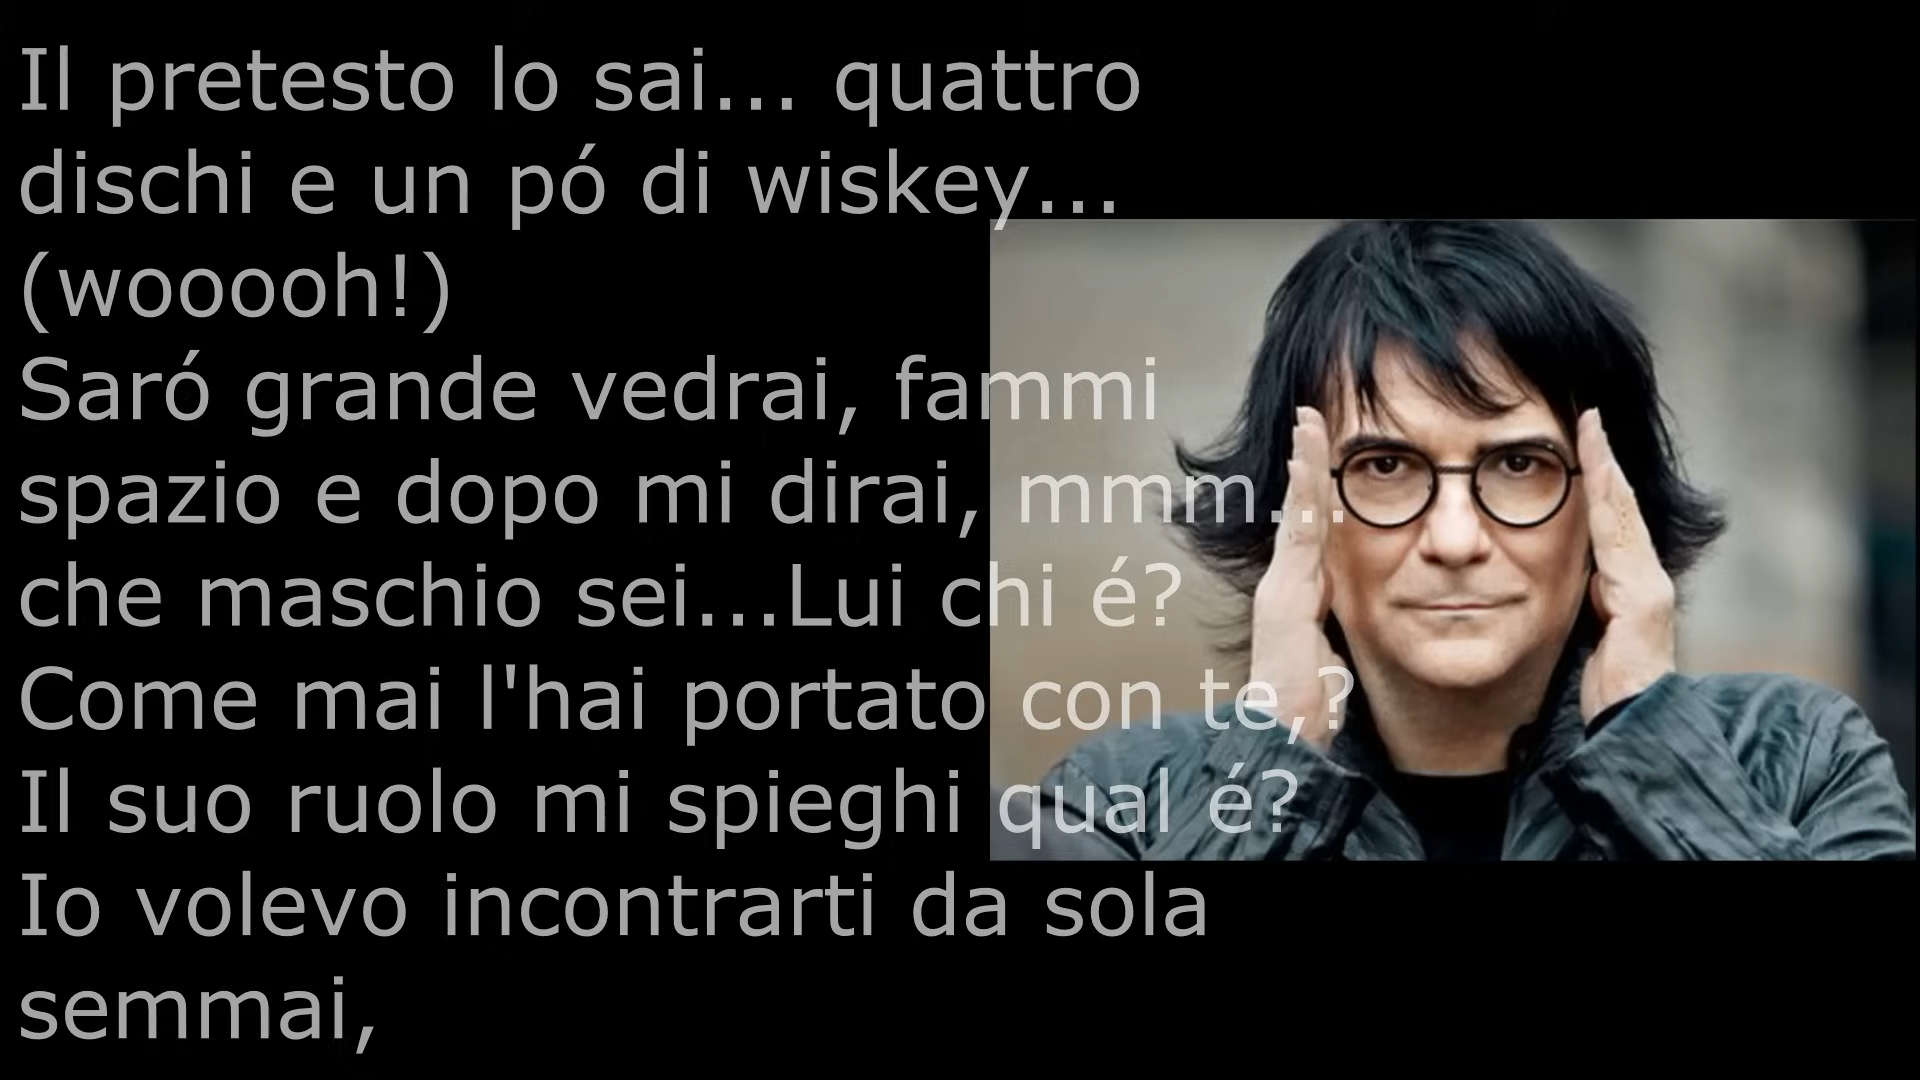 Il pretesto lo sai... quattro
dischi e un pó di wiskey...
(wooooh!)
Saró grande vedrai, fammi
spazio e dopo mi dirai, mmm...
che maschio sei...Lui chi é?
Come mai l'hai portato con te,?
Il suo ruolo mi spieghi qual é?
Io volevo incontrarti da sola
semmai,